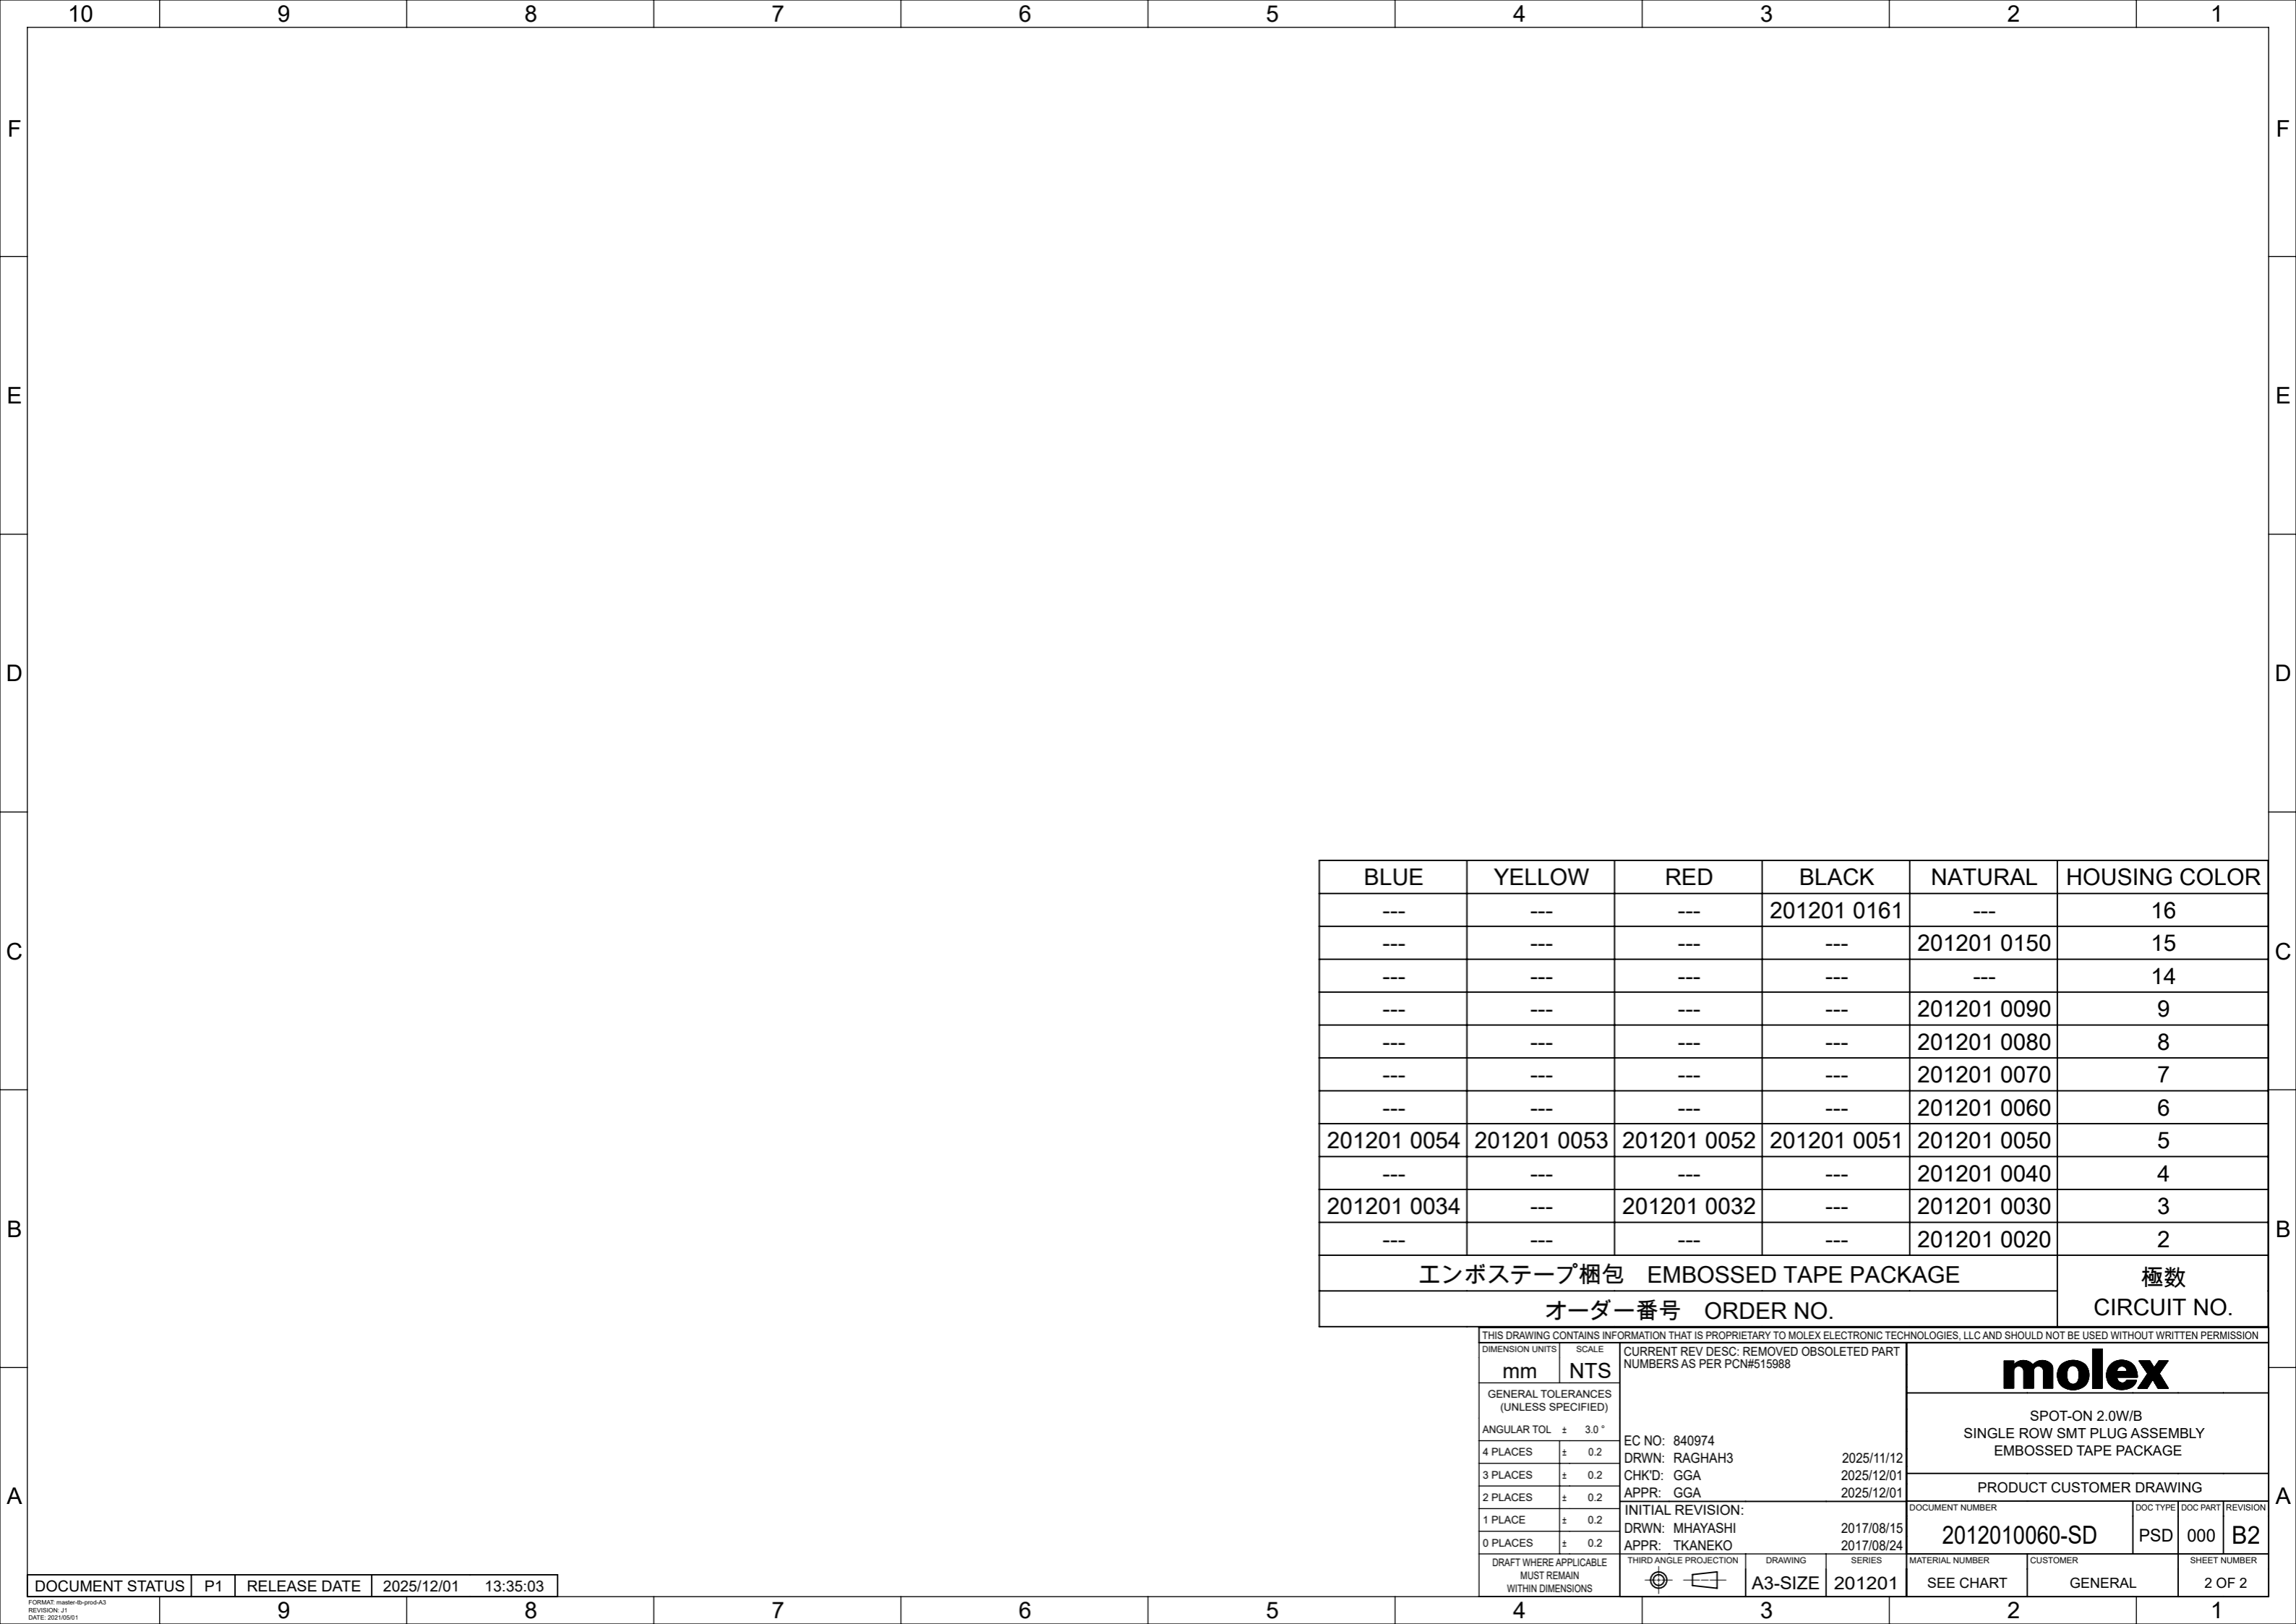 10 9 8 7 6 5 4 3 2 1
F F
E E
D D
C C
B B
A A
BLUE YELLOW RED BLACK NATURAL HOUSING COLOR
--- --- --- 201201 0161 --- 16
--- --- --- --- 201201 0150 15
--- --- --- --- --- 14
--- --- --- --- 201201 0090 9
--- --- --- --- 201201 0080 8
--- --- --- --- 201201 0070 7
--- --- --- --- 201201 0060 6
201201 0054 201201 0053 201201 0052 201201 0051 201201 0050 5
--- --- --- --- 201201 0040 4
201201 0034 --- 201201 0032 --- 201201 0030 3
--- --- --- --- 201201 0020 2
エンボステープ梱包 EMBOSSED TAPE PACKAGE
オーダー番号 ORDER NO.
極数
CIRCUIT NO.
THIS DRAWING CONTAINS INFORMATION THAT IS PROPRIETARY TO MOLEX ELECTRONIC TECHNOLOGIES, LLC AND SHOULD NOT BE USED WITHOUT WRITTEN PERMISSION
DIMENSION UNITS SCALE
mm NTS
GENERAL TOLERANCES
(UNLESS SPECIFIED)
ANGULAR TOL ± 3.0 °
4 PLACES ± 0.2
3 PLACES ± 0.2
2 PLACES ± 0.2
1 PLACE ± 0.2
0 PLACES ± 0.2
DRAFT WHERE APPLICABLE
MUST REMAIN
WITHIN DIMENSIONS
CURRENT REV DESC: REMOVED OBSOLETED PART
NUMBERS AS PER PCN#515988
EC NO: 840974
DRWN: RAGHAH3 2025/11/12
CHK'D: GGA 2025/12/01
APPR: GGA 2025/12/01
INITIAL REVISION:
DRWN: MHAYASHI 2017/08/15
APPR: TKANEKO 2017/08/24
THIRD ANGLE PROJECTION DRAWING SERIES
A3-SIZE 201201
molex
SPOT-ON 2.0W/B
SINGLE ROW SMT PLUG ASSEMBLY
EMBOSSED TAPE PACKAGE
PRODUCT CUSTOMER DRAWING
DOCUMENT NUMBER DOC TYPE DOC PART REVISION
2012010060-SD PSD 000 B2
MATERIAL NUMBER CUSTOMER SHEET NUMBER
SEE CHART GENERAL 2 OF 2
DOCUMENT STATUS P1 RELEASE DATE 2025/12/01 13:35:03
FORMAT: master-tb-prod-A3
REVISION: J1
DATE: 2021/05/01
9 8 7 6 5 4 3 2 1